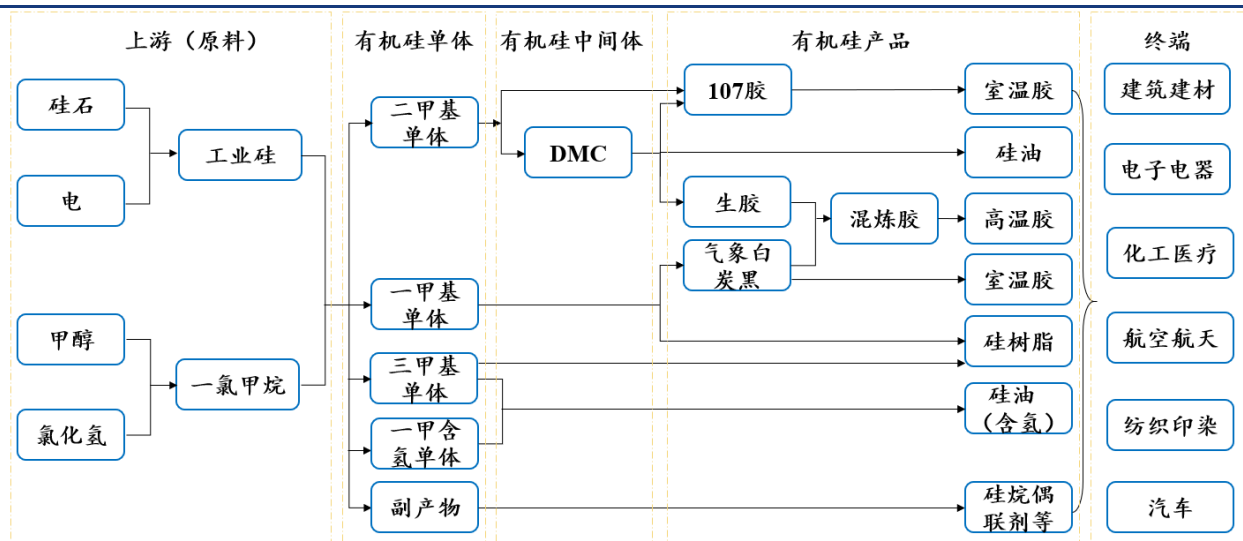 上游（原料）
有机硅单体
有机硅中间体
有机硅产品
终端
硅石
电
工业硅
甲醇
氯化氢
一氯甲烷
二甲基
单体
一甲基
单体
三甲基
单体
一甲含
氢单体
副产物
DMC
107胶
生胶
气象白
炭黑
混炼胶
室温胶
硅油
高温胶
室温胶
硅树脂
硅油
（含氢）
硅烷偶
联剂等
建筑建材
电子电器
化工医疗
航空航天
纺织印染
汽车